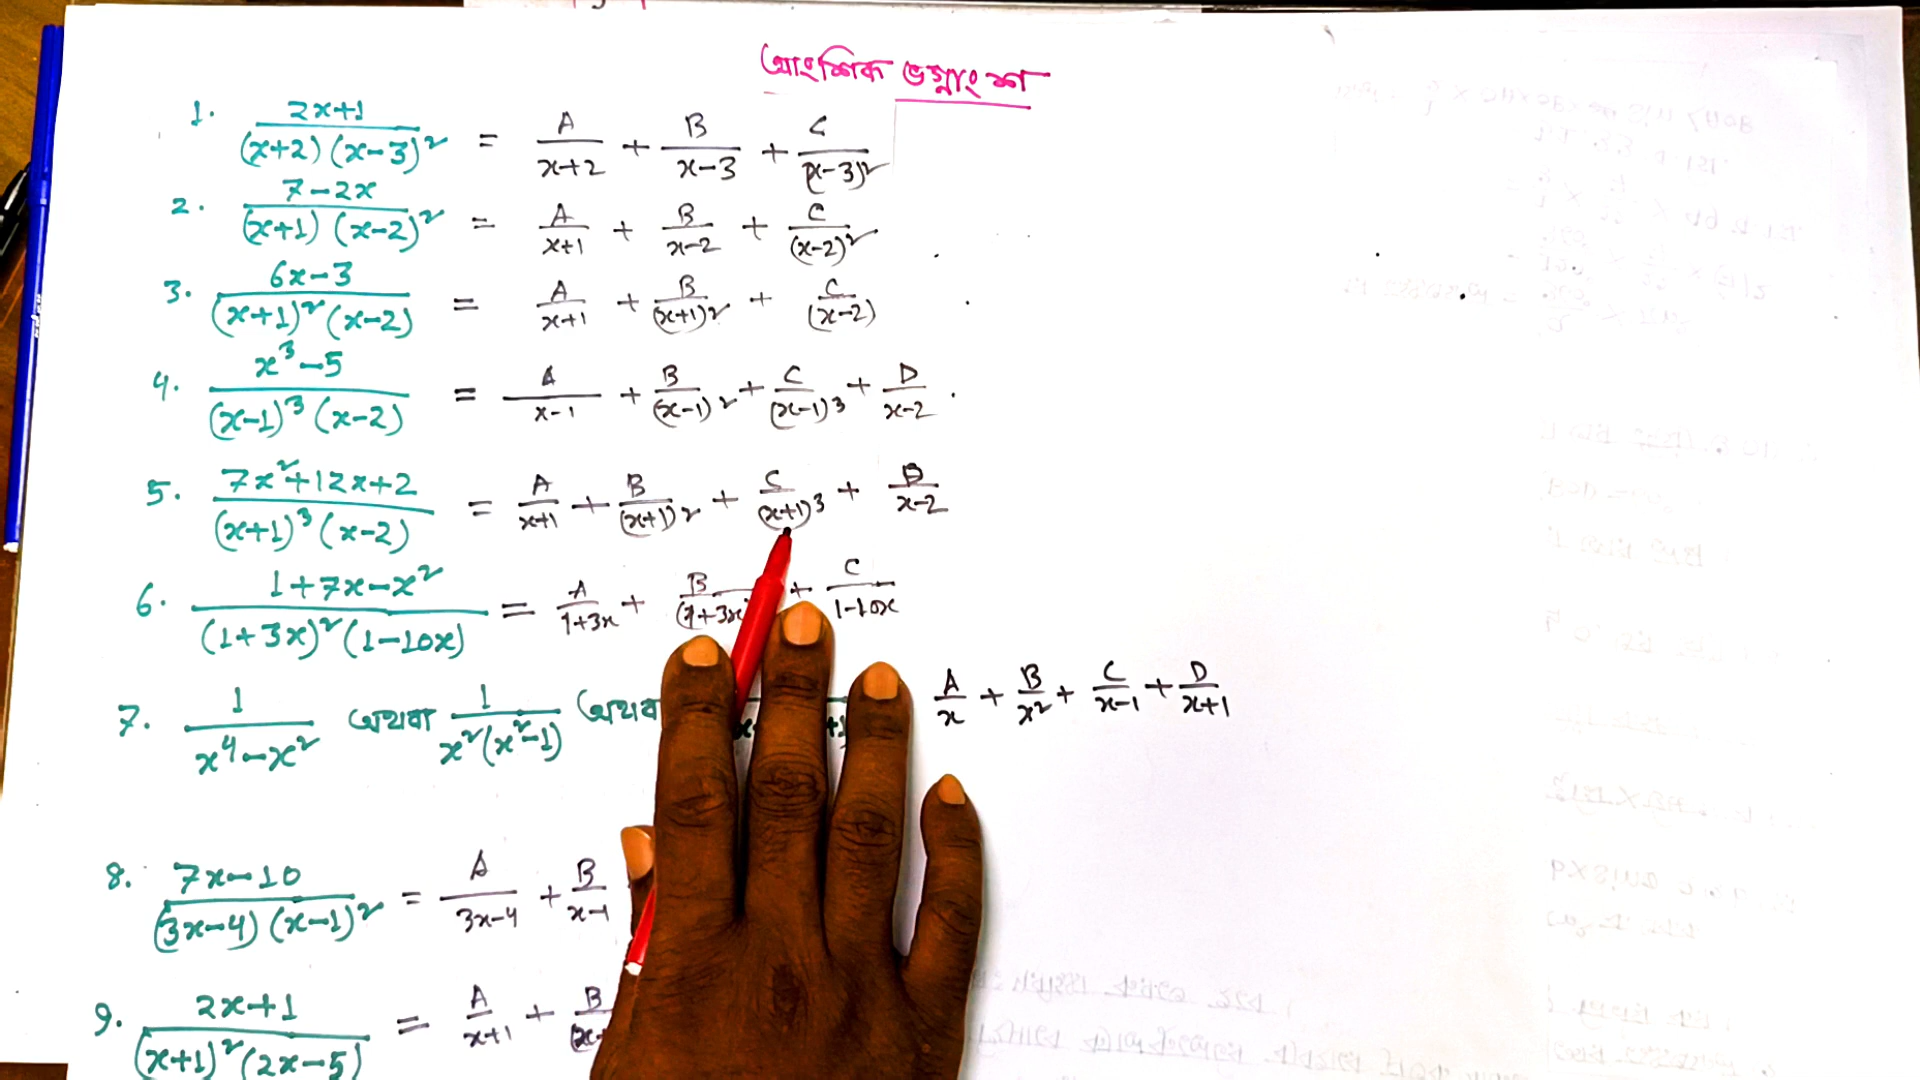 আংশিক ভগ্নাংশ
1. (2x+1)/((x+2)(x-3)²) = A/(x+2) + B/(x-3) + C/(x-3)²
2. (7-2x)/((x+1)(x-2)²) = A/(x+1) + B/(x-2) + C/(x-2)²
3. (6x-3)/((x+1)²(x-2)) = A/(x+1) + B/(x+1)² + C/(x-2)
4. (x³-5)/((x-1)³(x-2)) = A/(x-1) + B/(x-1)² + C/(x-1)³ + D/(x-2)
5. (7x²+12x+2)/((x+1)³(x-2)) = A/(x+1) + B/(x+1)² + C/(x+1)³ + D/(x-2)
6. (1+7x-x²)/((1+3x)²(1-10x)) = A/(1+3x) + B/(1+3x + C/(1-10x)
7. 1/(x⁴-x²) অথবা 1/(x²(x²-1)) A/x + B/x² + C/(x-1) + D/(x+1)
8. (7x-10)/((3x-4)(x-1)²) = A/(3x-4) + B/(x-1)
9. (2x+1)/((x+1)²(2x-5)) = A/(x+1) + B/(x